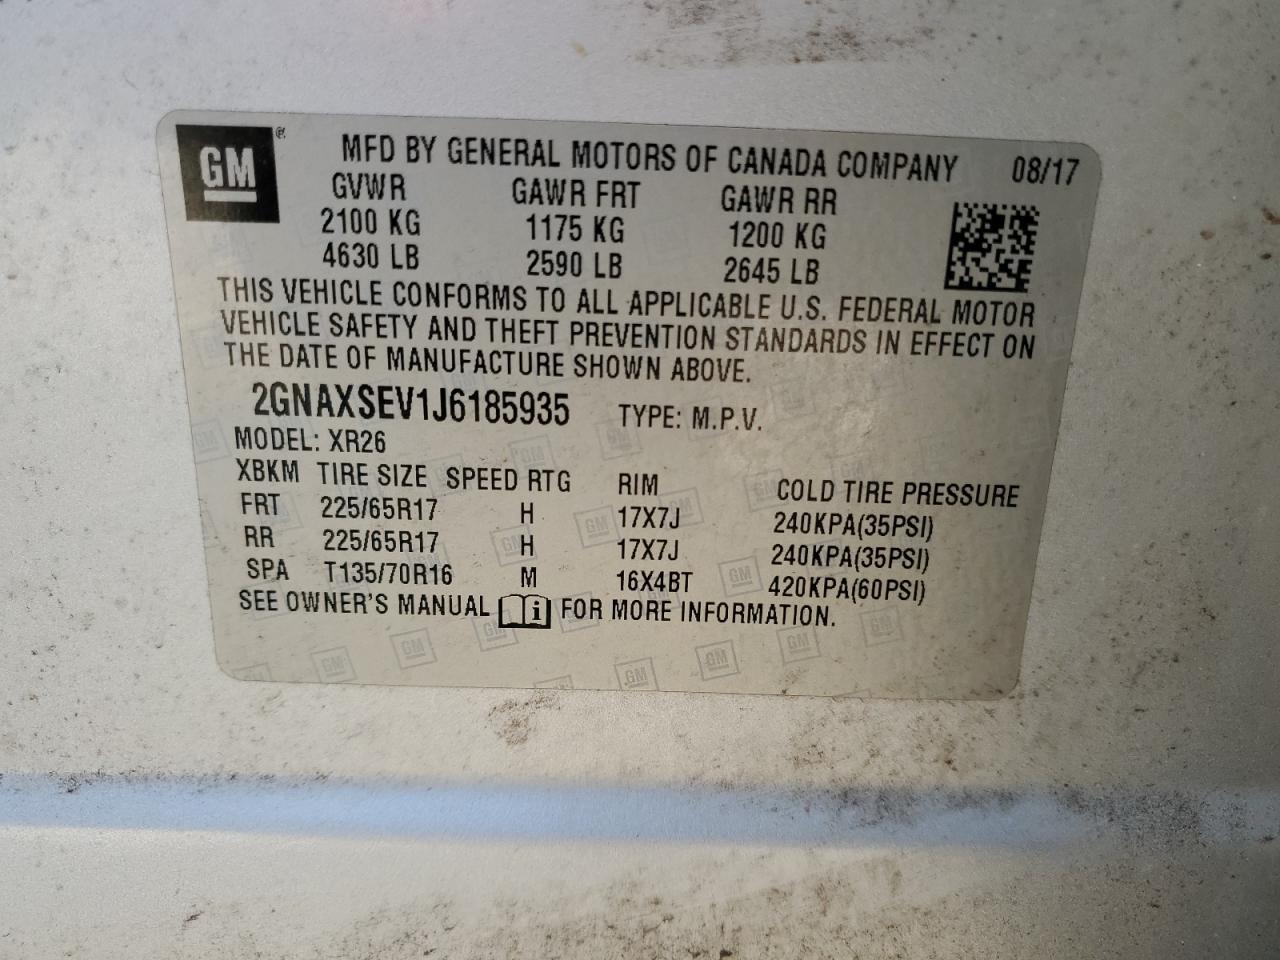 GM ® MFD BY GENERAL MOTORS OF CANADA COMPANY 08/17
GVWR GAWR FRT GAWR RR
2100 KG 1175 KG 1200 KG
4630 LB 2590 LB 2645 LB
THIS VEHICLE CONFORMS TO ALL APPLICABLE U.S. FEDERAL MOTOR
VEHICLE SAFETY AND THEFT PREVENTION STANDARDS IN EFFECT ON
THE DATE OF MANUFACTURE SHOWN ABOVE.
2GNAXSEV1J6185935 TYPE: M.P.V.
MODEL: XR26
XBKM TIRE SIZE SPEED RTG RIM COLD TIRE PRESSURE
FRT 225/65R17 H 17X7J 240KPA(35PSI)
RR 225/65R17 H 17X7J 240KPA(35PSI)
SPA T135/70R16 M 16X4BT 420KPA(60PSI)
SEE OWNER'S MANUAL i FOR MORE INFORMATION.